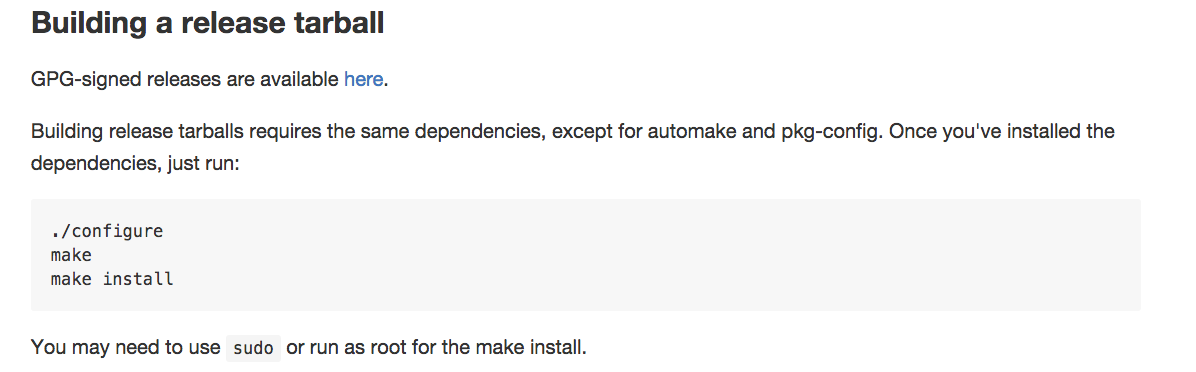 Building a release tarball
GPG-signed releases are available here.
Building release tarballs requires the same dependencies, except for automake and pkg-config. Once you've installed the
dependencies, just run:
./configure
make
make install
You may need to use sudo or run as root for the make install.